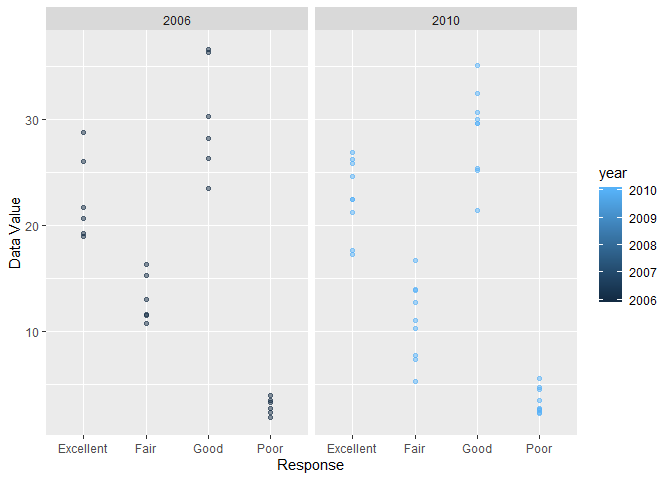 2006 2010
Data Value
30
20
10
Excellent Fair Good Poor Excellent Fair Good Poor
Response
year
2010
2009
2008
2007
2006